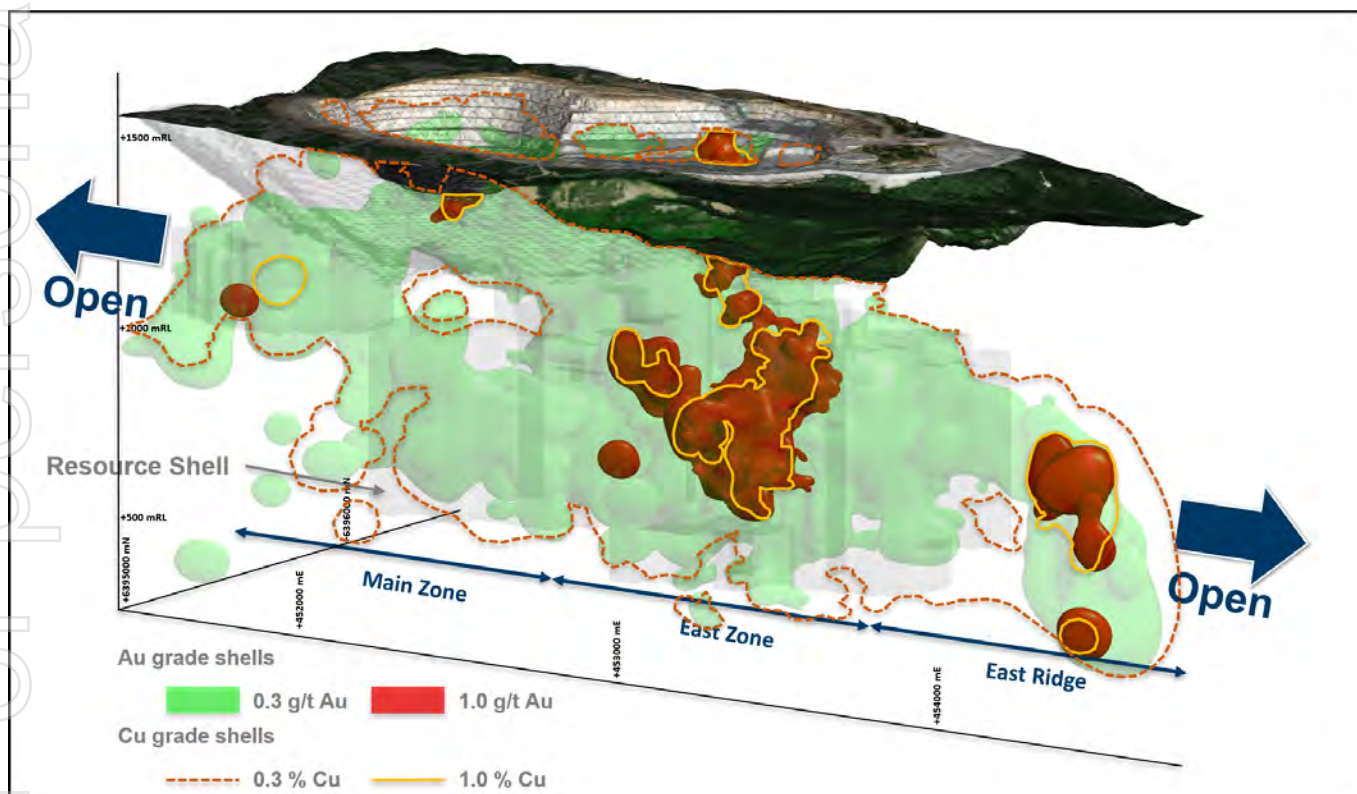 +1500 mRL
Open
+1000 mRL
Resource Shell
+500 mRL
+6396000 mN
+6395000 mN
+452000 mE
+453000 mE
+454000 mE
Main Zone
East Zone
East Ridge
Open
Au grade shells
0.3 g/t Au
1.0 g/t Au
Cu grade shells
0.3 % Cu
1.0 % Cu